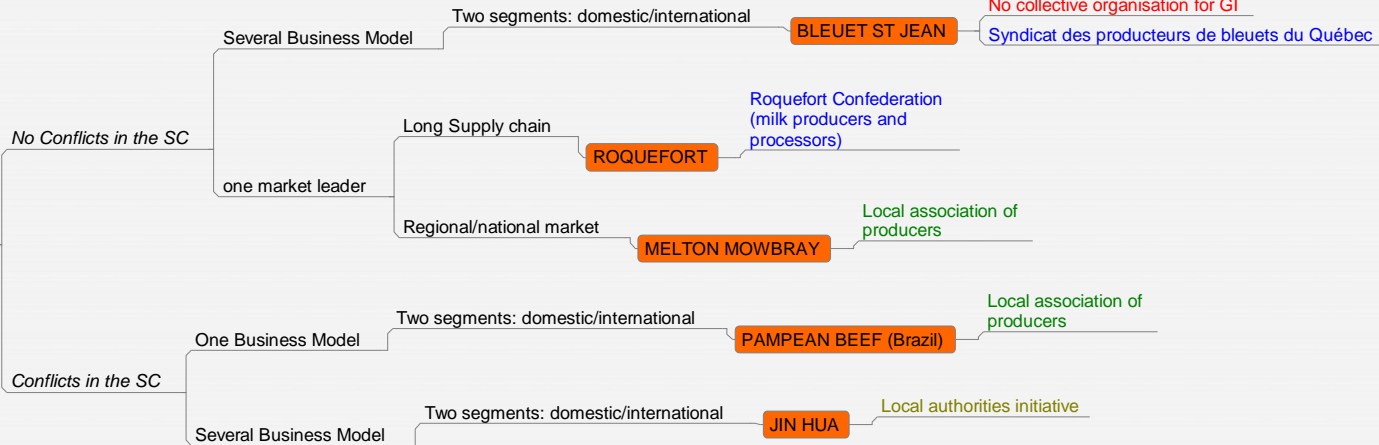 No collective organisation for GI
Two segments: domestic/international
BLEUET ST JEAN
Syndicat des producteurs de bleuets du Québec
Several Business Model
Roquefort Confederation
(milk producers and
processors)
No Conflicts in the SC
Long Supply chain
ROQUEFORT
one market leader
Local association of
producers
Regional/national market
MELTON MOWBRAY
Local association of
producers
Two segments: domestic/international
One Business Model
PAMPEAN BEEF (Brazil)
Conflicts in the SC
Two segments: domestic/international
Local authorities initiative
JIN HUA
Several Business Model